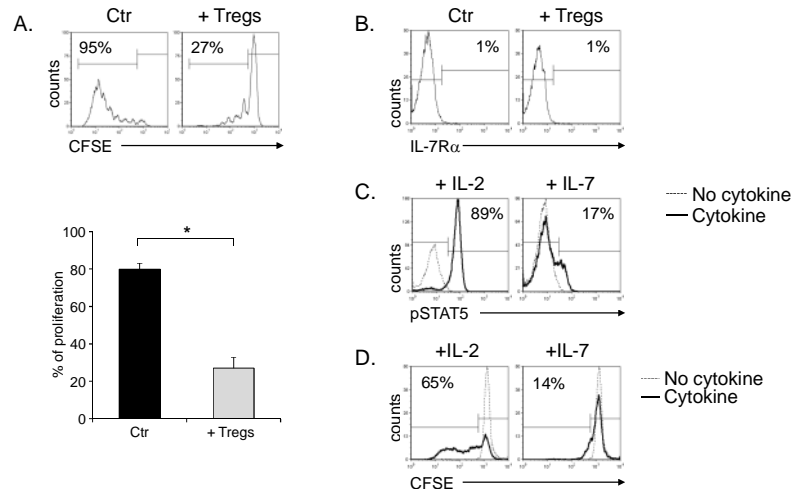 A.
Ctr
+ Tregs
95%
27%
counts
CFSE
% of proliferation
100
80
60
40
20
0
*
Ctr
+ Tregs
B.
Ctr
+ Tregs
1%
1%
counts
IL-7Rα
C.
+ IL-2
+ IL-7
89%
17%
counts
pSTAT5
No cytokine
Cytokine
D.
+IL-2
+IL-7
65%
14%
counts
CFSE
No cytokine
Cytokine